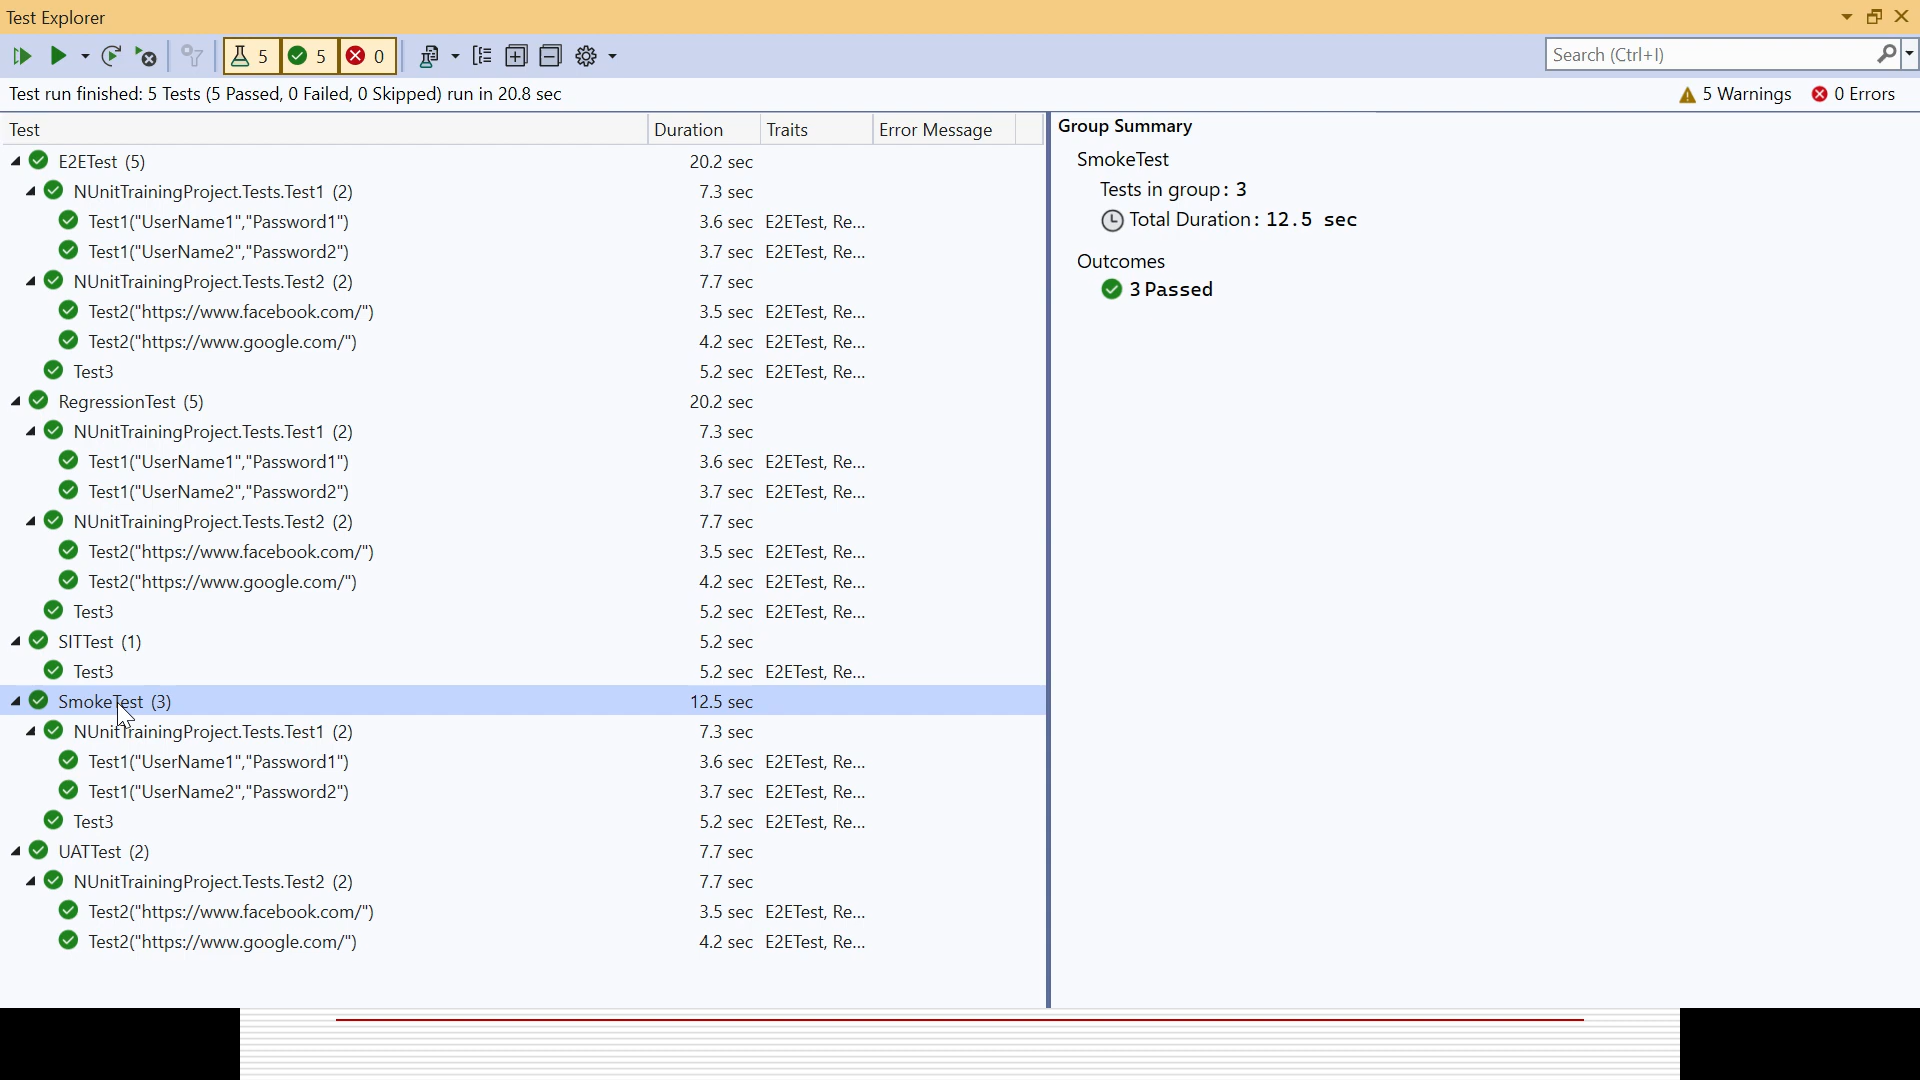 Test Explorer
5 5 0
Search (Ctrl+I)
Test run finished: 5 Tests (5 Passed, 0 Failed, 0 Skipped) run in 20.8 sec
5 Warnings 0 Errors
Test Duration Traits Error Message
E2ETest (5) 20.2 sec
NUnitTrainingProject.Tests.Test1 (2) 7.3 sec
Test1("UserName1","Password1") 3.6 sec E2ETest, Re...
Test1("UserName2","Password2") 3.7 sec E2ETest, Re...
NUnitTrainingProject.Tests.Test2 (2) 7.7 sec
Test2("https://www.facebook.com/") 3.5 sec E2ETest, Re...
Test2("https://www.google.com/") 4.2 sec E2ETest, Re...
Test3 5.2 sec E2ETest, Re...
RegressionTest (5) 20.2 sec
NUnitTrainingProject.Tests.Test1 (2) 7.3 sec
Test1("UserName1","Password1") 3.6 sec E2ETest, Re...
Test1("UserName2","Password2") 3.7 sec E2ETest, Re...
NUnitTrainingProject.Tests.Test2 (2) 7.7 sec
Test2("https://www.facebook.com/") 3.5 sec E2ETest, Re...
Test2("https://www.google.com/") 4.2 sec E2ETest, Re...
Test3 5.2 sec E2ETest, Re...
SITTest (1) 5.2 sec
Test3 5.2 sec E2ETest, Re...
SmokeTest (3) 12.5 sec
NUnitTrainingProject.Tests.Test1 (2) 7.3 sec
Test1("UserName1","Password1") 3.6 sec E2ETest, Re...
Test1("UserName2","Password2") 3.7 sec E2ETest, Re...
Test3 5.2 sec E2ETest, Re...
UATTest (2) 7.7 sec
NUnitTrainingProject.Tests.Test2 (2) 7.7 sec
Test2("https://www.facebook.com/") 3.5 sec E2ETest, Re...
Test2("https://www.google.com/") 4.2 sec E2ETest, Re...
Group Summary
SmokeTest
Tests in group: 3
Total Duration: 12.5 sec
Outcomes
3 Passed